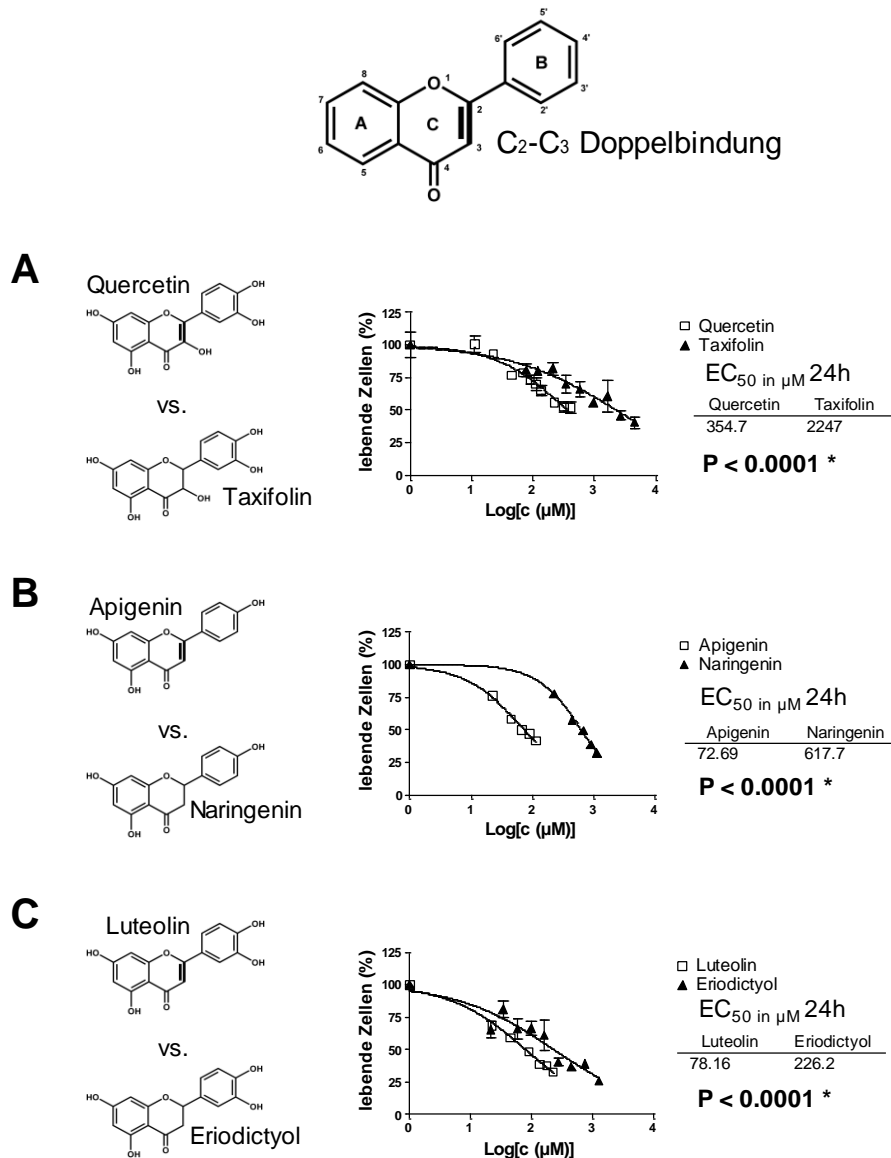 8
7
6
5
A
C
O
1
2
3
4
O
B
6'
5'
4'
3'
2'
C2-C3 Doppelbindung
A
Quercetin
HO
O
OH
OH
OH
OH
O
vs.
HO
O
OH
OH
OH
OH
O
Taxifolin
lebende Zellen (%)
125
100
75
50
25
0
0
1
2
3
4
Log[c (µM)]
Quercetin
Taxifolin
EC50 in µM 24h
Quercetin Taxifolin
354.7 2247
P < 0.0001 *
B
Apigenin
HO
O
OH
OH
O
vs.
HO
O
OH
OH
O
Naringenin
lebende Zellen (%)
125
100
75
50
25
0
0
1
2
3
4
Log[c (µM)]
Apigenin
Naringenin
EC50 in µM 24h
Apigenin Naringenin
72.69 617.7
P < 0.0001 *
C
Luteolin
HO
O
OH
OH
OH
O
vs.
HO
O
OH
OH
OH
O
Eriodictyol
lebende Zellen (%)
125
100
75
50
25
0
0
1
2
3
4
Log[c (µM)]
Luteolin
Eriodictyol
EC50 in µM 24h
Luteolin Eriodictyol
78.16 226.2
P < 0.0001 *